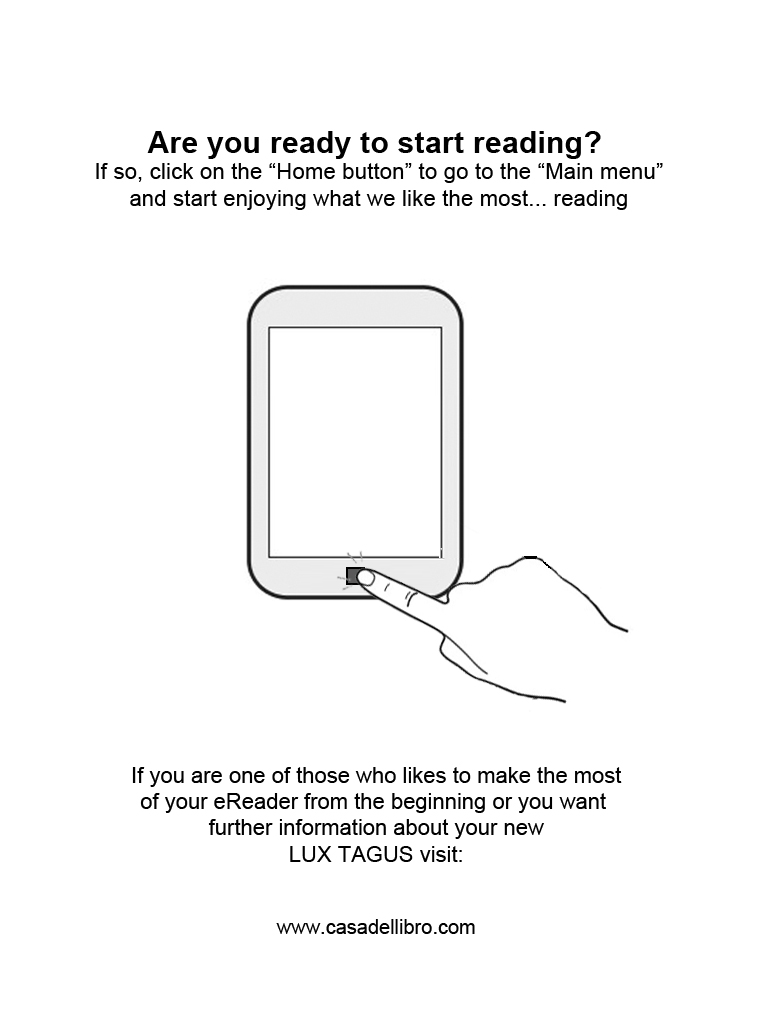 Are you ready to start reading?
If so, click on the “Home button” to go to the “Main menu”
and start enjoying what we like the most... reading
If you are one of those who likes to make the most
of your eReader from the beginning or you want
further information about your new
LUX TAGUS visit:
www.casadellibro.com